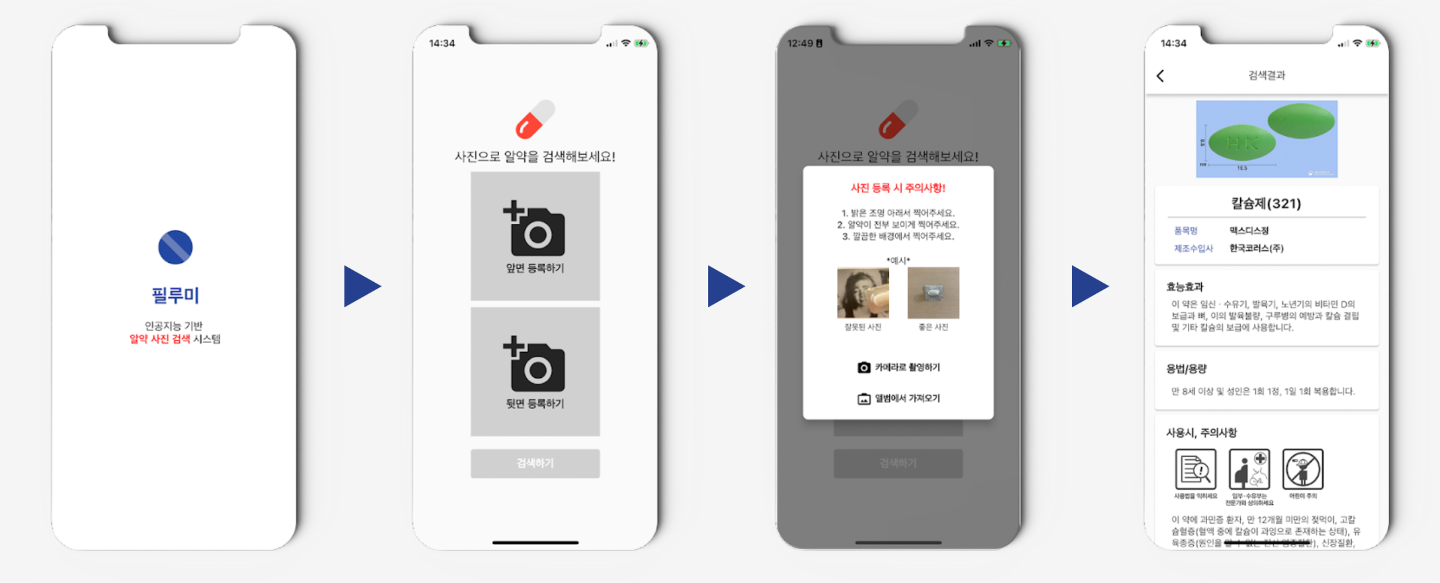 필루미
인공지능 기반
알약 사진 검색 시스템
14:34
사진으로 알약을 검색해보세요!
앞면 등록하기
뒷면 등록하기
검색하기
12:49
사진으로 알약을 검색해보세요!
사진 등록 시 주의사항!
1. 밝은 조명 아래서 찍어주세요.
2. 알약이 전부 보이게 찍어주세요.
3. 깔끔한 배경에서 찍어주세요.
*예시*
잘못된 사진
좋은 사진
카메라로 촬영하기
앨범에서 가져오기
검색하기
14:34
검색결과
HK
16.5
칼슘제(321)
품목명 맥스디스정
제조수입사 한국코러스(주)
효능효과
이 약은 임신·수유기, 발육기, 노년기의 비타민 D의
보급과 뼈, 이의 발육불량, 구루병의 예방과 칼슘 결핍
및 기타 칼슘의 보급에 사용합니다.
용법/용량
만 8세 이상 및 성인은 1회 1정, 1일 1회 복용합니다.
사용시, 주의사항
사용법을 익히세요
임부·수유부는
전문가와 상의하세요
어린이 주의
이 약에 과민증 환자, 만 12개월 미만의 젖먹이, 고칼
슘혈증(혈액 중에 칼슘이 과잉으로 존재하는 상태), 유
육종증(원인을 알 수 없는 전신 염증질환), 신장질환,